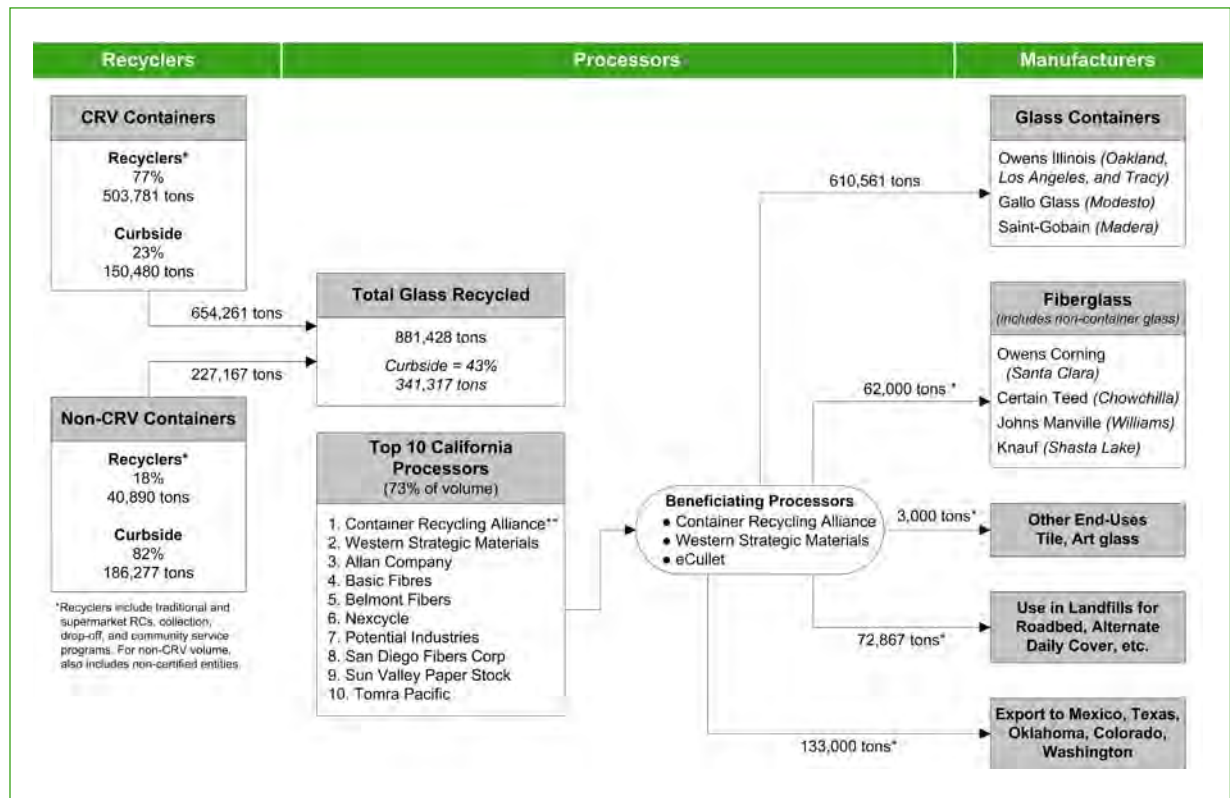 Recyclers
Processors
Manufacturers
CRV Containers
Recyclers*
77%
503,781 tons
Curbside
23%
150,480 tons
654,261 tons
227,167 tons
Non-CRV Containers
Recyclers*
18%
40,890 tons
Curbside
82%
186,277 tons
*Recyclers include traditional and
supermarket RCs, collection,
drop-off, and community service
programs. For non-CRV volume,
also includes non-certified entities
Total Glass Recycled
881,428 tons
Curbside = 43%
341,317 tons
Top 10 California
Processors
(73% of volume)
1. Container Recycling Alliance**
2. Western Strategic Materials
3. Allan Company
4. Basic Fibres
5. Belmont Fibers
6. Nexcycle
7. Potential Industries
8. San Diego Fibers Corp
9. Sun Valley Paper Stock
10. Tomra Pacific
Beneficiating Processors
● Container Recycling Alliance
● Western Strategic Materials
● eCullet
610,561 tons
62,000 tons *
3,000 tons*
72,867 tons*
133,000 tons*
Glass Containers
Owens Illinois (Oakland,
Los Angeles, and Tracy)
Gallo Glass (Modesto)
Saint-Gobain (Madera)
Fiberglass
(includes non-container glass)
Owens Corning
(Santa Clara)
Certain Teed (Chowchilla)
Johns Manville (Williams)
Knauf (Shasta Lake)
Other End-Uses
Tile, Art glass
Use in Landfills for
Roadbed, Alternate
Daily Cover, etc.
Export to Mexico, Texas,
Oklahoma, Colorado,
Washington